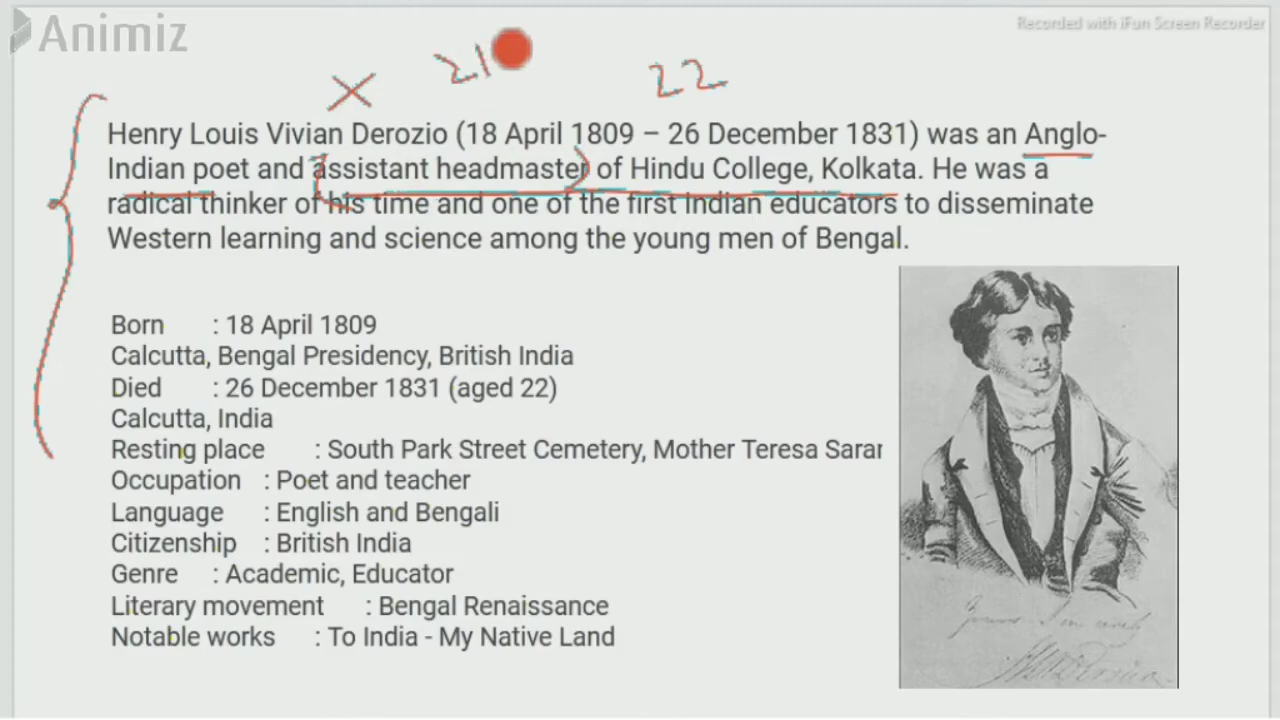 Animiz
Recorded with iFun Screen Recorder
21
22
Henry Louis Vivian Derozio (18 April 1809 – 26 December 1831) was an Anglo-
Indian poet and assistant headmaster of Hindu College, Kolkata. He was a
radical thinker of his time and one of the first Indian educators to disseminate
Western learning and science among the young men of Bengal.
Born : 18 April 1809
Calcutta, Bengal Presidency, British India
Died : 26 December 1831 (aged 22)
Calcutta, India
Resting place : South Park Street Cemetery, Mother Teresa Sarar
Occupation : Poet and teacher
Language : English and Bengali
Citizenship : British India
Genre : Academic, Educator
Literary movement : Bengal Renaissance
Notable works : To India - My Native Land